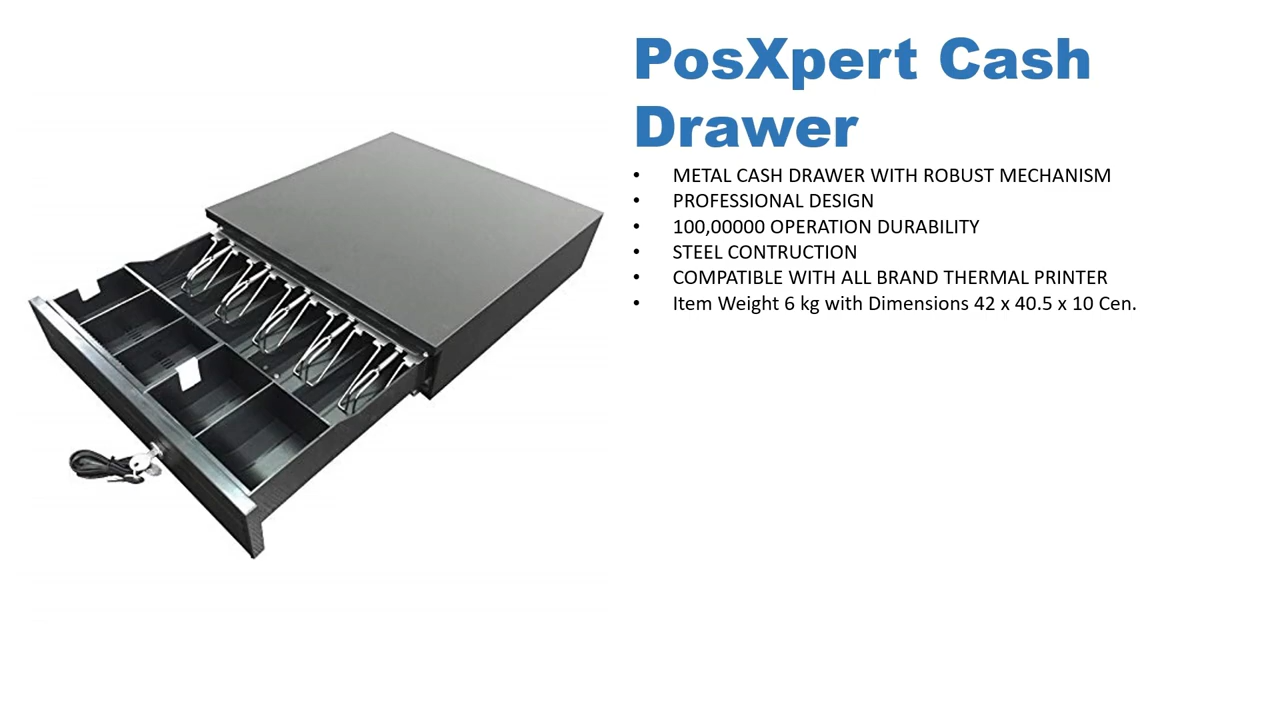 PosXpert Cash
Drawer
• METAL CASH DRAWER WITH ROBUST MECHANISM
• PROFESSIONAL DESIGN
• 100,00000 OPERATION DURABILITY
• STEEL CONTRUCTION
• COMPATIBLE WITH ALL BRAND THERMAL PRINTER
• Item Weight 6 kg with Dimensions 42 x 40.5 x 10 Cen.